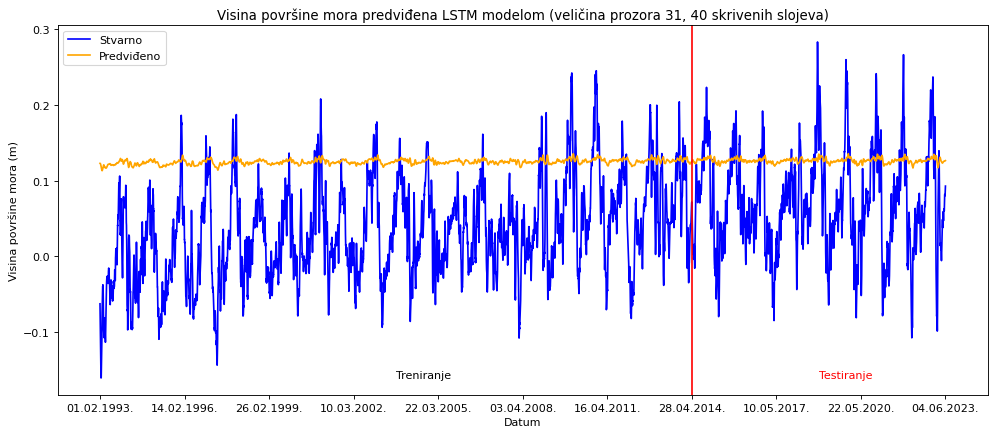 Visina površine mora predviđena LSTM modelom (veličina prozora 31, 40 skrivenih slojeva)
Stvarno
Predviđeno
0.3
0.2
0.1
0.0
−0.1
Visina površine mora (m)
Treniranje
Testiranje
01.02.1993.
14.02.1996.
26.02.1999.
10.03.2002.
22.03.2005.
03.04.2008.
16.04.2011.
28.04.2014.
10.05.2017.
22.05.2020.
04.06.2023.
Datum